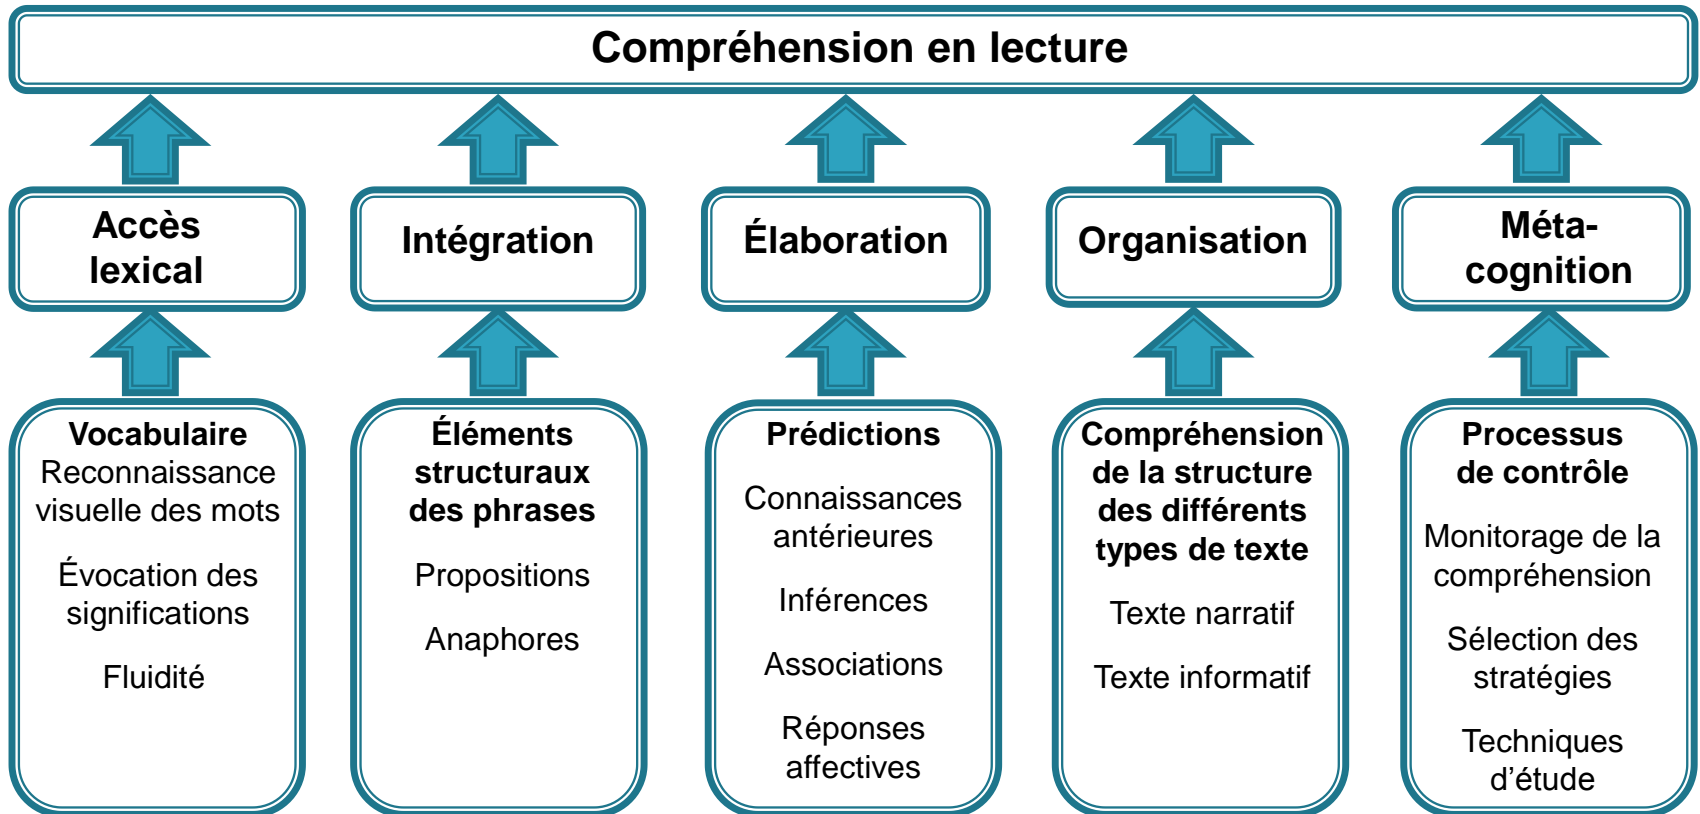 Compréhension en lecture
Accès
lexical
Intégration
Élaboration
Organisation
Méta-
cognition
Vocabulaire
Reconnaissance
visuelle des mots
Évocation des
significations
Fluidité
Éléments
structuraux
des phrases
Propositions
Anaphores
Prédictions
Connaissances
antérieures
Inférences
Associations
Réponses
affectives
Compréhension
de la structure
des différents
types de texte
Texte narratif
Texte informatif
Processus
de contrôle
Monitorage de la
compréhension
Sélection des
stratégies
Techniques
d’étude